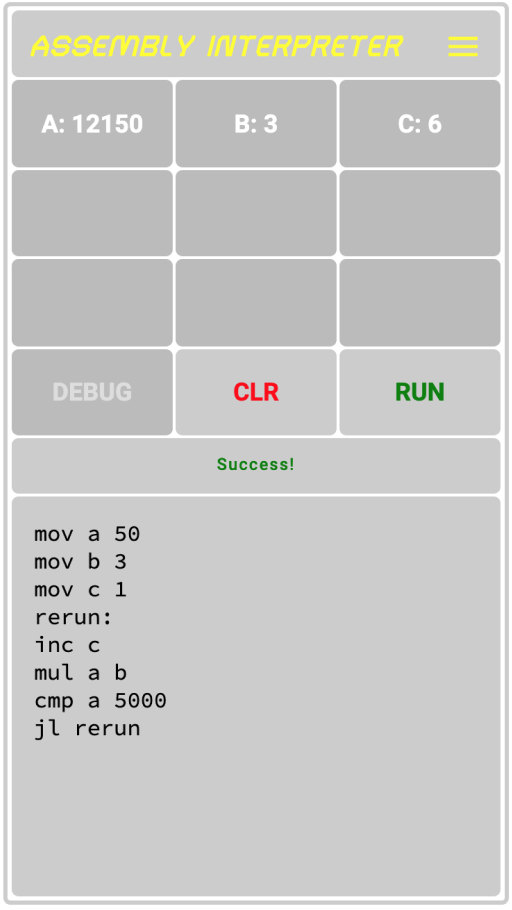 ASSEMBLY INTERPRETER
A: 12150
B: 3
C: 6
DEBUG
CLR
RUN
Success!
mov a 50
mov b 3
mov c 1
rerun:
inc c
mul a b
cmp a 5000
jl rerun